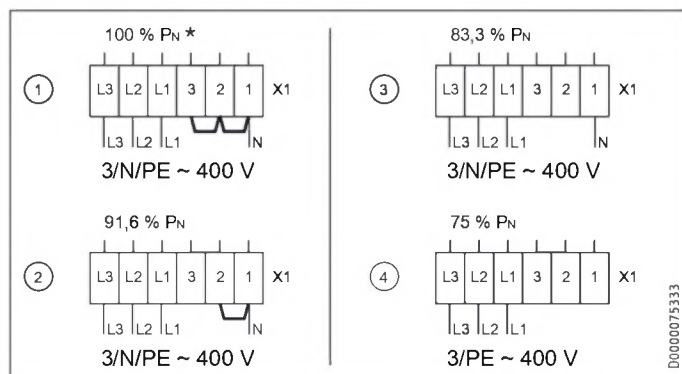 100 % PN *
1
L3 L2 L1 3 2 1 X1
L3 L2 L1 N
3/N/PE ~ 400 V
91,6 % PN
2
L3 L2 L1 3 2 1 X1
L3 L2 L1 N
3/N/PE ~ 400 V
83,3 % PN
3
L3 L2 L1 3 2 1 X1
L3 L2 L1 N
3/N/PE ~ 400 V
75 % PN
4
L3 L2 L1 3 2 1 X1
L3 L2 L1
3/PE ~ 400 V
D0000075333